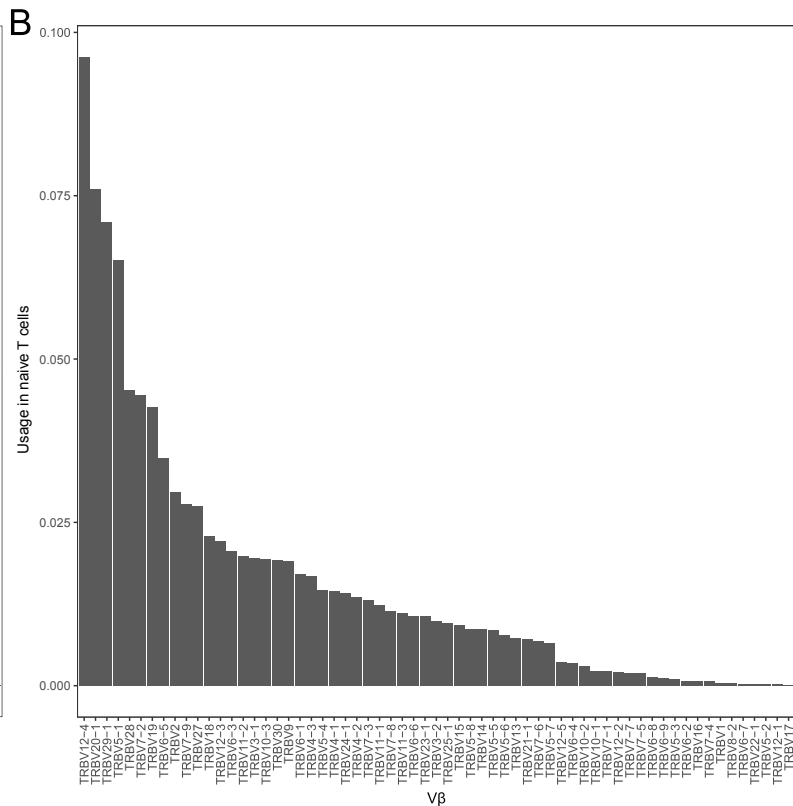 B
0.100
0.075
0.050
0.025
0.000
Usage in naive T cells
TRBV12−4
TRBV20−1
TRBV29−1
TRBV5−1
TRBV28
TRBV7−2
TRBV19
TRBV6−5
TRBV2
TRBV7−9
TRBV27
TRBV18
TRBV12−3
TRBV6−3
TRBV11−2
TRBV3−1
TRBV10−3
TRBV30
TRBV9
TRBV6−1
TRBV4−3
TRBV5−4
TRBV4−1
TRBV24−1
TRBV4−2
TRBV7−3
TRBV11−1
TRBV7−8
TRBV11−3
TRBV6−6
TRBV23−1
TRBV3−2
TRBV25−1
TRBV15
TRBV5−8
TRBV14
TRBV5−5
TRBV5−6
TRBV13
TRBV21−1
TRBV7−6
TRBV5−7
TRBV12−5
TRBV6−4
TRBV10−2
TRBV10−1
TRBV7−1
TRBV12−2
TRBV7−7
TRBV7−5
TRBV6−8
TRBV6−9
TRBV5−3
TRBV6−2
TRBV16
TRBV7−4
TRBV1
TRBV8−2
TRBV6−7
TRBV22−1
TRBV5−2
TRBV12−1
TRBV17
Vβ